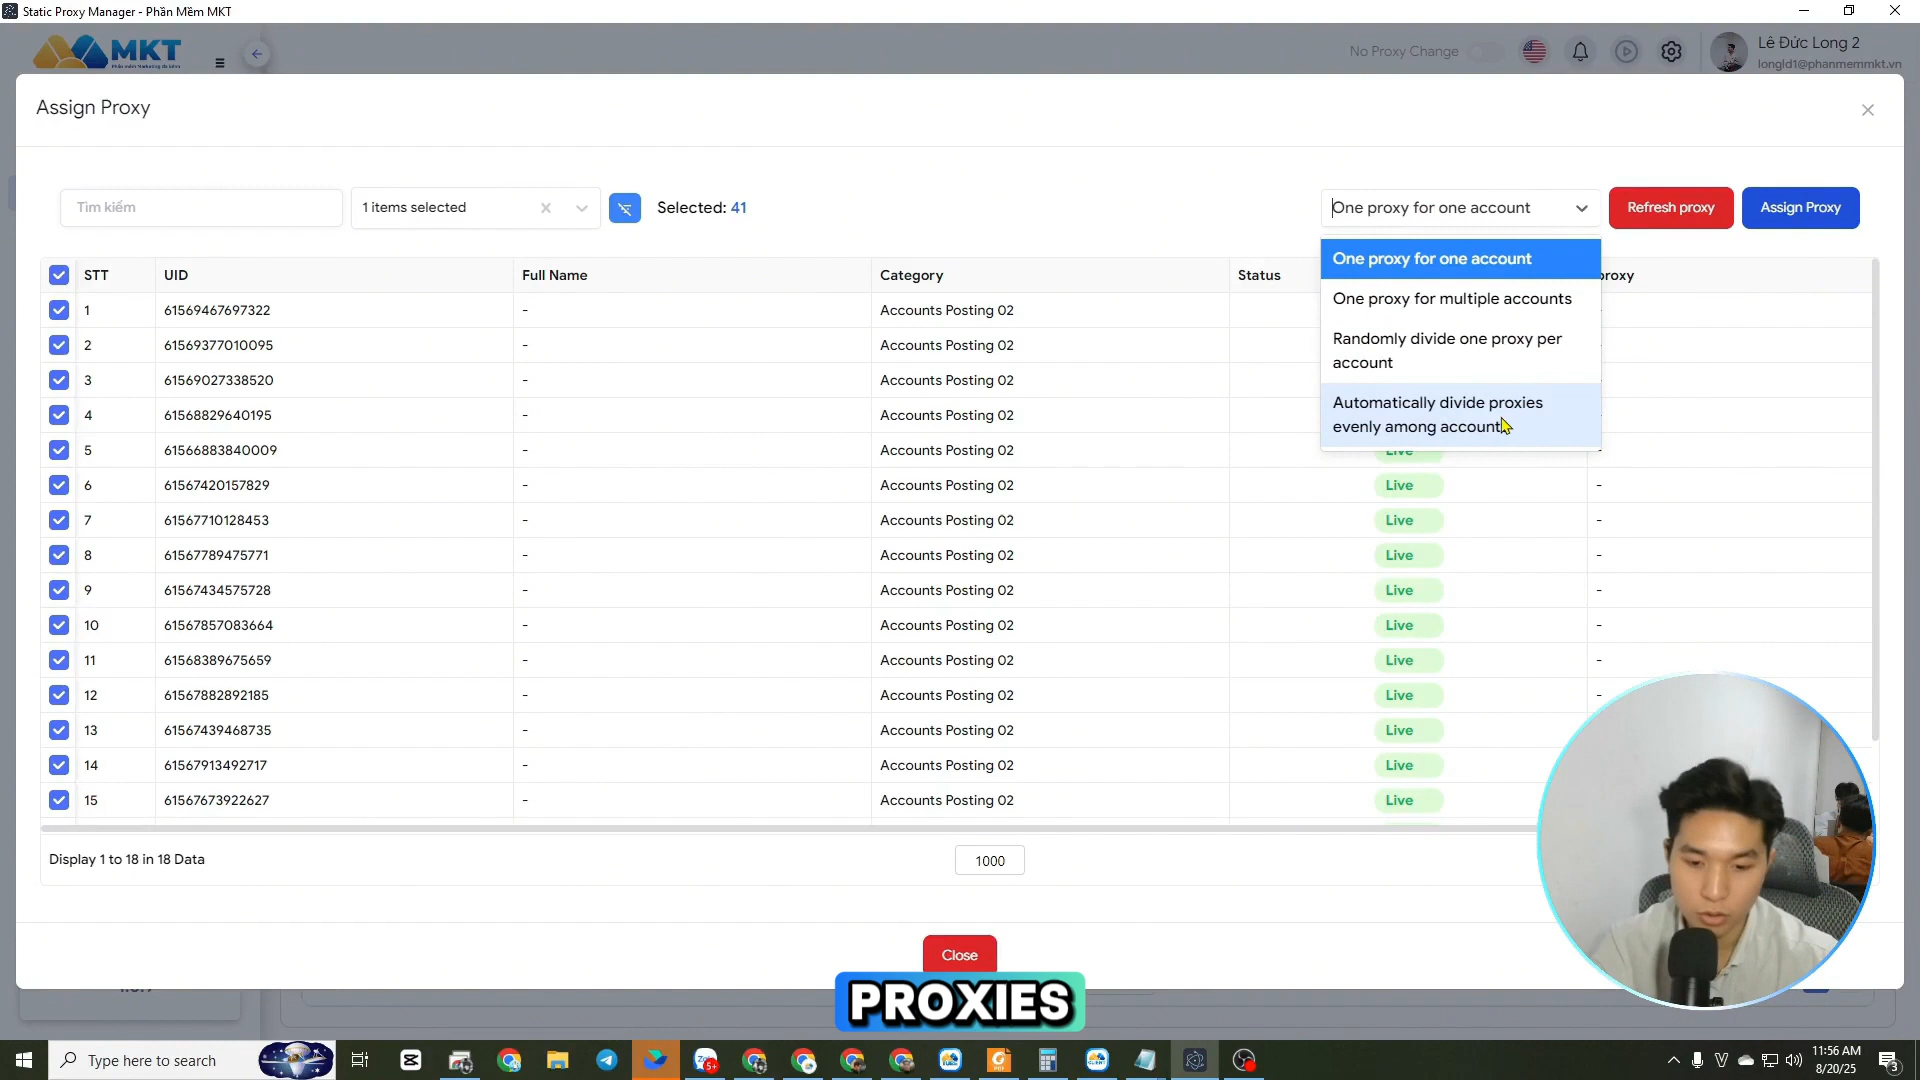 Static Proxy Manager - Phần Mềm MKT
MKT
No Proxy Change
Lê Đức Long 2
longld1@phanmemmkt.vn
Assign Proxy
Tìm kiếm
1 items selected
Selected: 41
One proxy for one account
Refresh proxy
Assign Proxy
One proxy for one account
One proxy for multiple accounts
Randomly divide one proxy per
account
Automatically divide proxies
evenly among account
STT UID Full Name Category Status proxy
1 61569467697322 - Accounts Posting 02 -
2 61569377010095 - Accounts Posting 02 -
3 61569027338520 - Accounts Posting 02 -
4 61568829640195 - Accounts Posting 02 -
5 61566883840009 - Accounts Posting 02 Live -
6 61567420157829 - Accounts Posting 02 Live -
7 61567710128453 - Accounts Posting 02 Live -
8 61567789475771 - Accounts Posting 02 Live -
9 61567434575728 - Accounts Posting 02 Live -
10 61567857083664 - Accounts Posting 02 Live -
11 61568389675659 - Accounts Posting 02 Live -
12 61567882892185 - Accounts Posting 02 Live -
13 61567439468735 - Accounts Posting 02 Live
14 61567913492717 - Accounts Posting 02 Live
15 61567673922627 - Accounts Posting 02 Live
Display 1 to 18 in 18 Data
1000
Close
PROXIES
Type here to search
11:56 AM
8/20/25
3